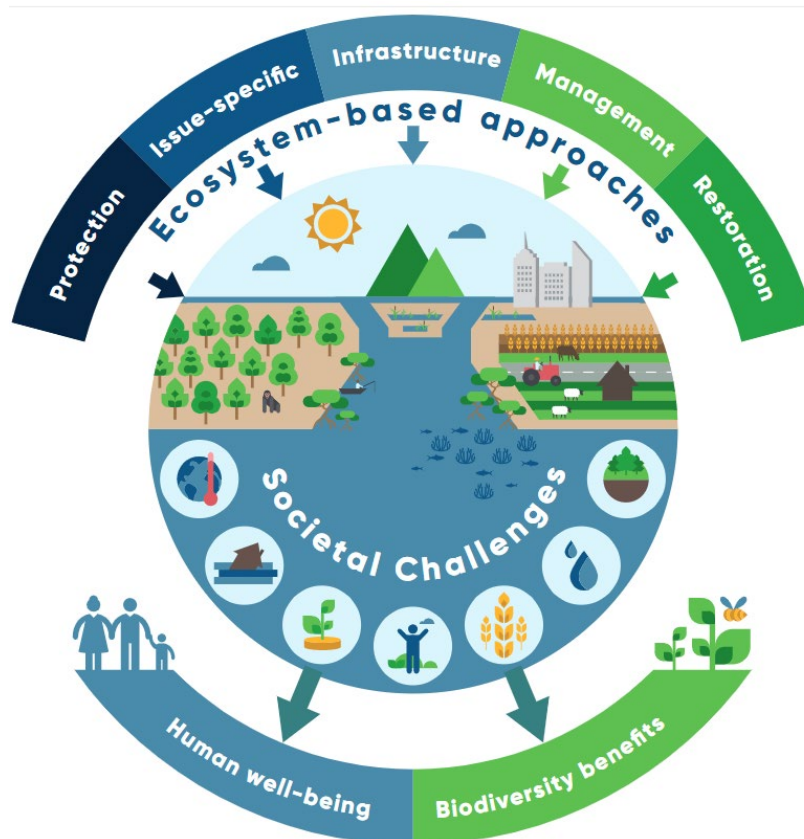 Protection
Issue-specific
Infrastructure
Management
Restoration
Ecosystem-based approaches
Societal Challenges
Human well-being
Biodiversity benefits